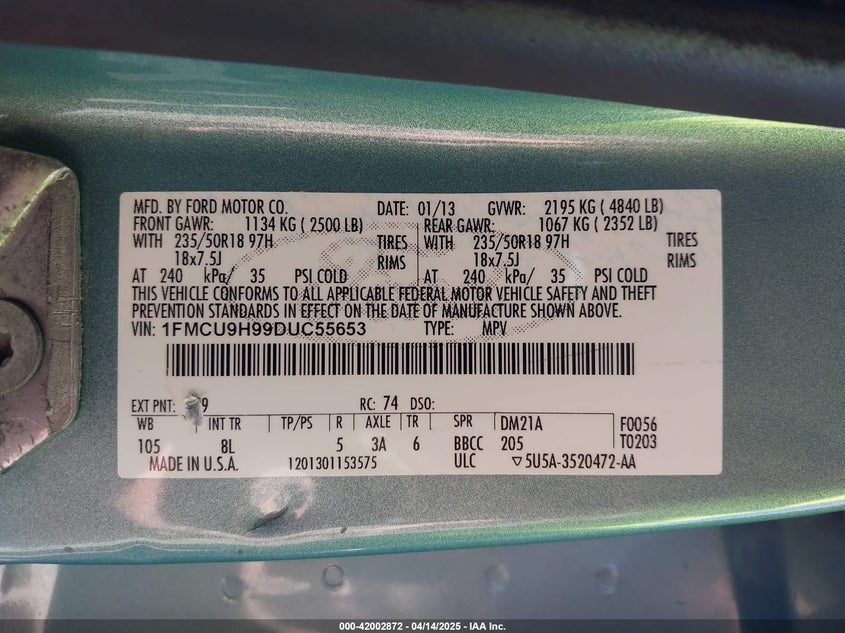 MFD. BY FORD MOTOR CO. DATE: 01/13 GVWR: 2195 KG ( 4840 LB)
FRONT GAWR: 1134 KG ( 2500 LB) REAR GAWR: 1067 KG ( 2352 LB)
WITH 235/50R18 97H TIRES WITH 235/50R18 97H TIRES
18x7.5J RIMS 18x7.5J RIMS
AT 240 kPa/ 35 PSI COLD AT 240 kPa/ 35 PSI COLD
THIS VEHICLE CONFORMS TO ALL APPLICABLE FEDERAL MOTOR VEHICLE SAFETY AND THEFT
PREVENTION STANDARDS IN EFFECT ON THE DATE OF MANUFACTURE SHOWN ABOVE.
VIN: 1FMCU9H99DUC55653 TYPE: MPV
EXT PNT: 9 RC: 74 DSO:
WB INT TR TP/PS R AXLE TR SPR DM21A F0056
105 8L 5 3A 6 BBCC 205 T0203
MADE IN U.S.A. 1201301153575 ULC ▽5U5A-3520472-AA
000-42002872 - 04/14/2025 - IAA Inc.